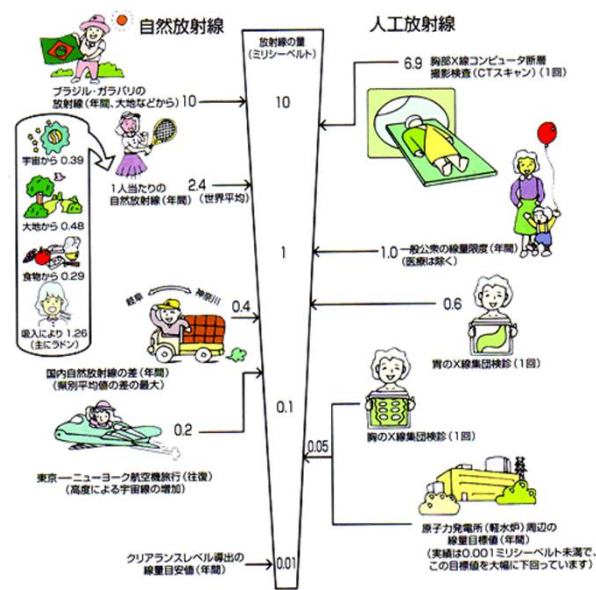 自然放射線
放射線の量
(ミリシーベルト)
人工放射線
10
1
0.1
0.01
ブラジル・ガラバリの
放射線(年間、大地などから) 10
宇宙から 0.39
大地から 0.48
食物から 0.29
吸入により 1.26
(主にラドン)
1人当たりの
自然放射線(年間)
2.4
(世界平均)
岐阜
神奈川
0.4
国内自然放射線の差(年間)
(県別平均値の差の最大)
0.2
東京──ニューヨーク航空機旅行(往復)
(高度による宇宙線の増加)
クリアランスレベル導出の
線量目安値(年間)
6.9 胸部X線コンピュータ断層
撮影検査(CTスキャン)(1回)
1.0 一般公衆の線量限度(年間)
(医療は除く)
0.6
胃のX線集団検診(1回)
胸のX線集団検診(1回)
0.05
原子力発電所(軽水炉)周辺の
線量目標値(年間)
(実績は0.001ミリシーベルト未満で、
この目標値を大幅に下回っています)